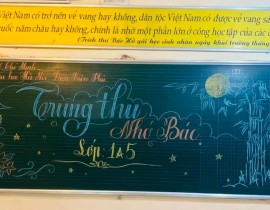 Việt Nam có trở nên vẻ vang hay không, dân tộc Việt Nam có được vẻ vang s
quốc năm châu hay không, chính là nhờ một phần lớn ở công học tập của các
(Trích thư Bác Hồ gửi học sinh nhân ngày khai trường tháng
Trung thu
Nhớ Bác
Lớp 1A5